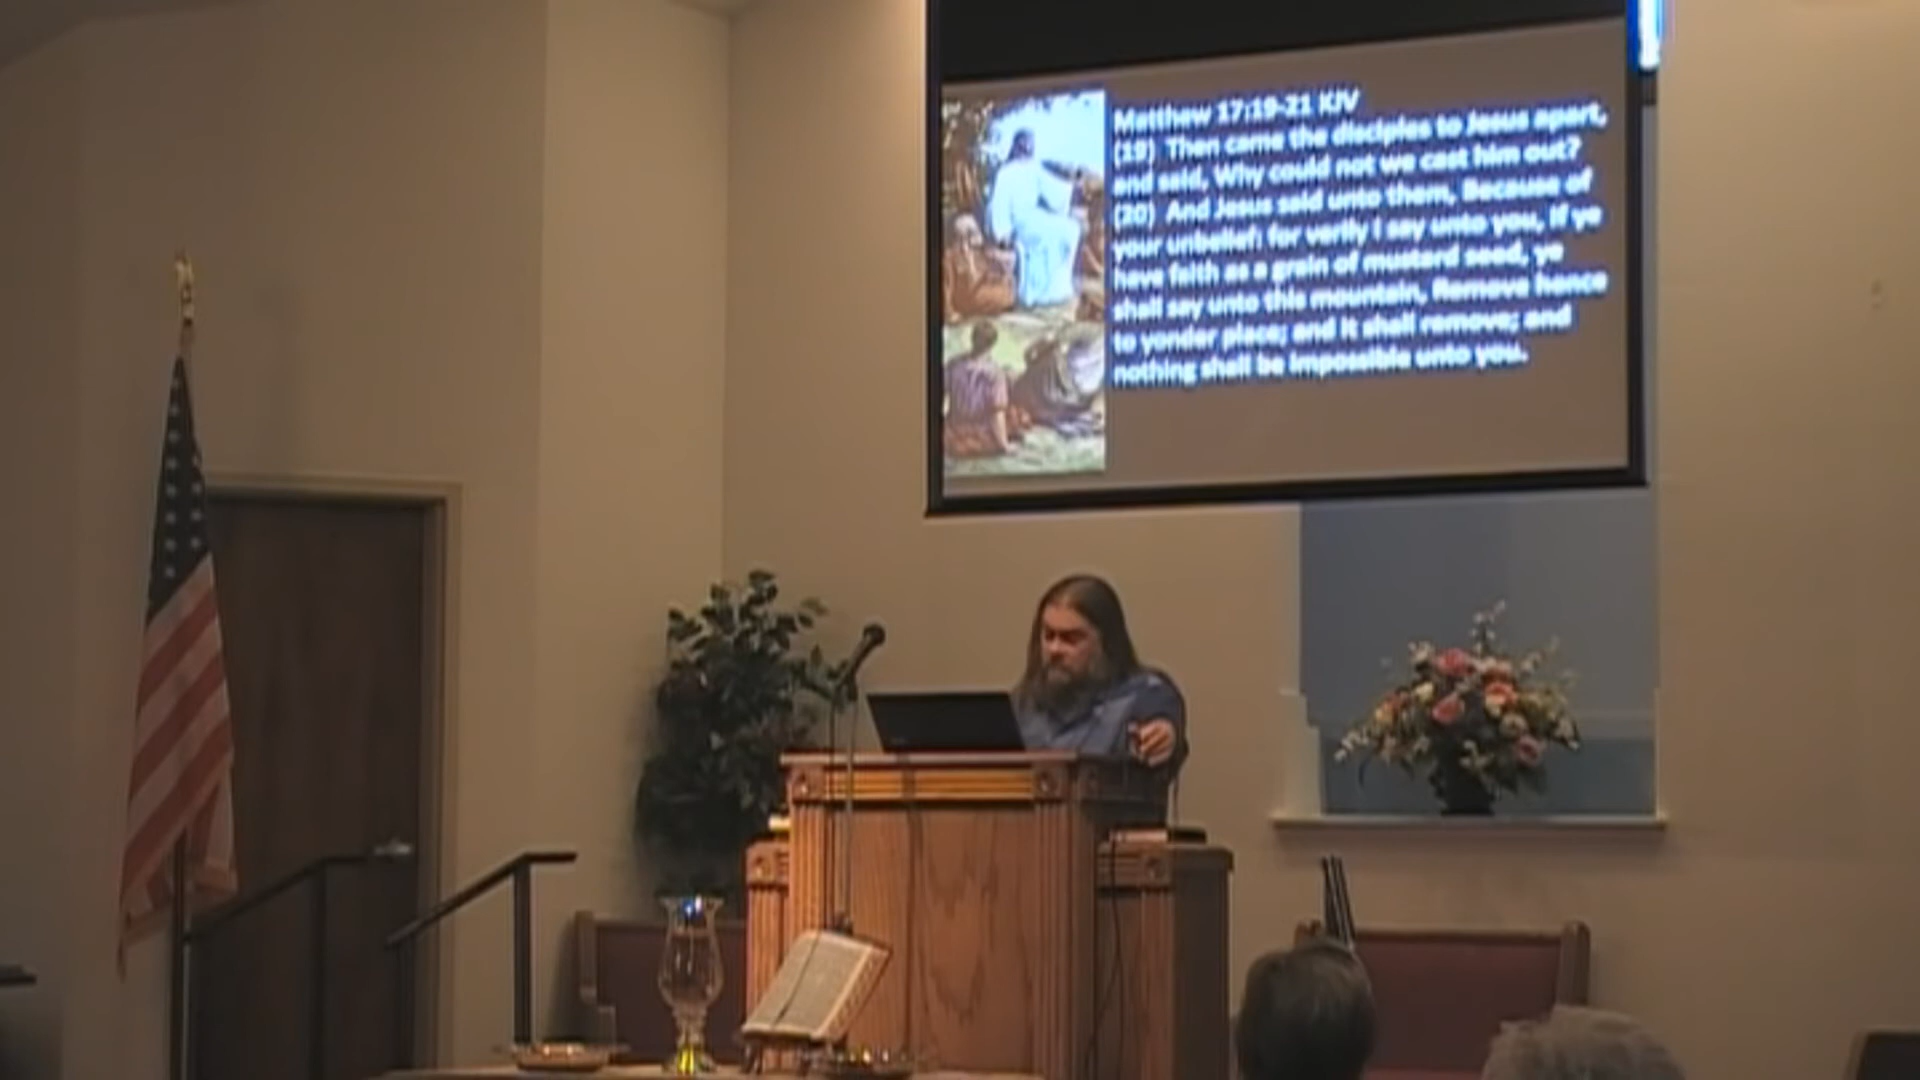 Matthew 17:19-21 KJV
(19) Then came the disciples to Jesus apart,
and said, Why could not we cast him out?
(20) And Jesus said unto them, Because of
your unbelief: for verily I say unto you, If ye
have faith as a grain of mustard seed, ye
shall say unto this mountain, Remove hence
to yonder place; and it shall remove; and
nothing shall be impossible unto you.